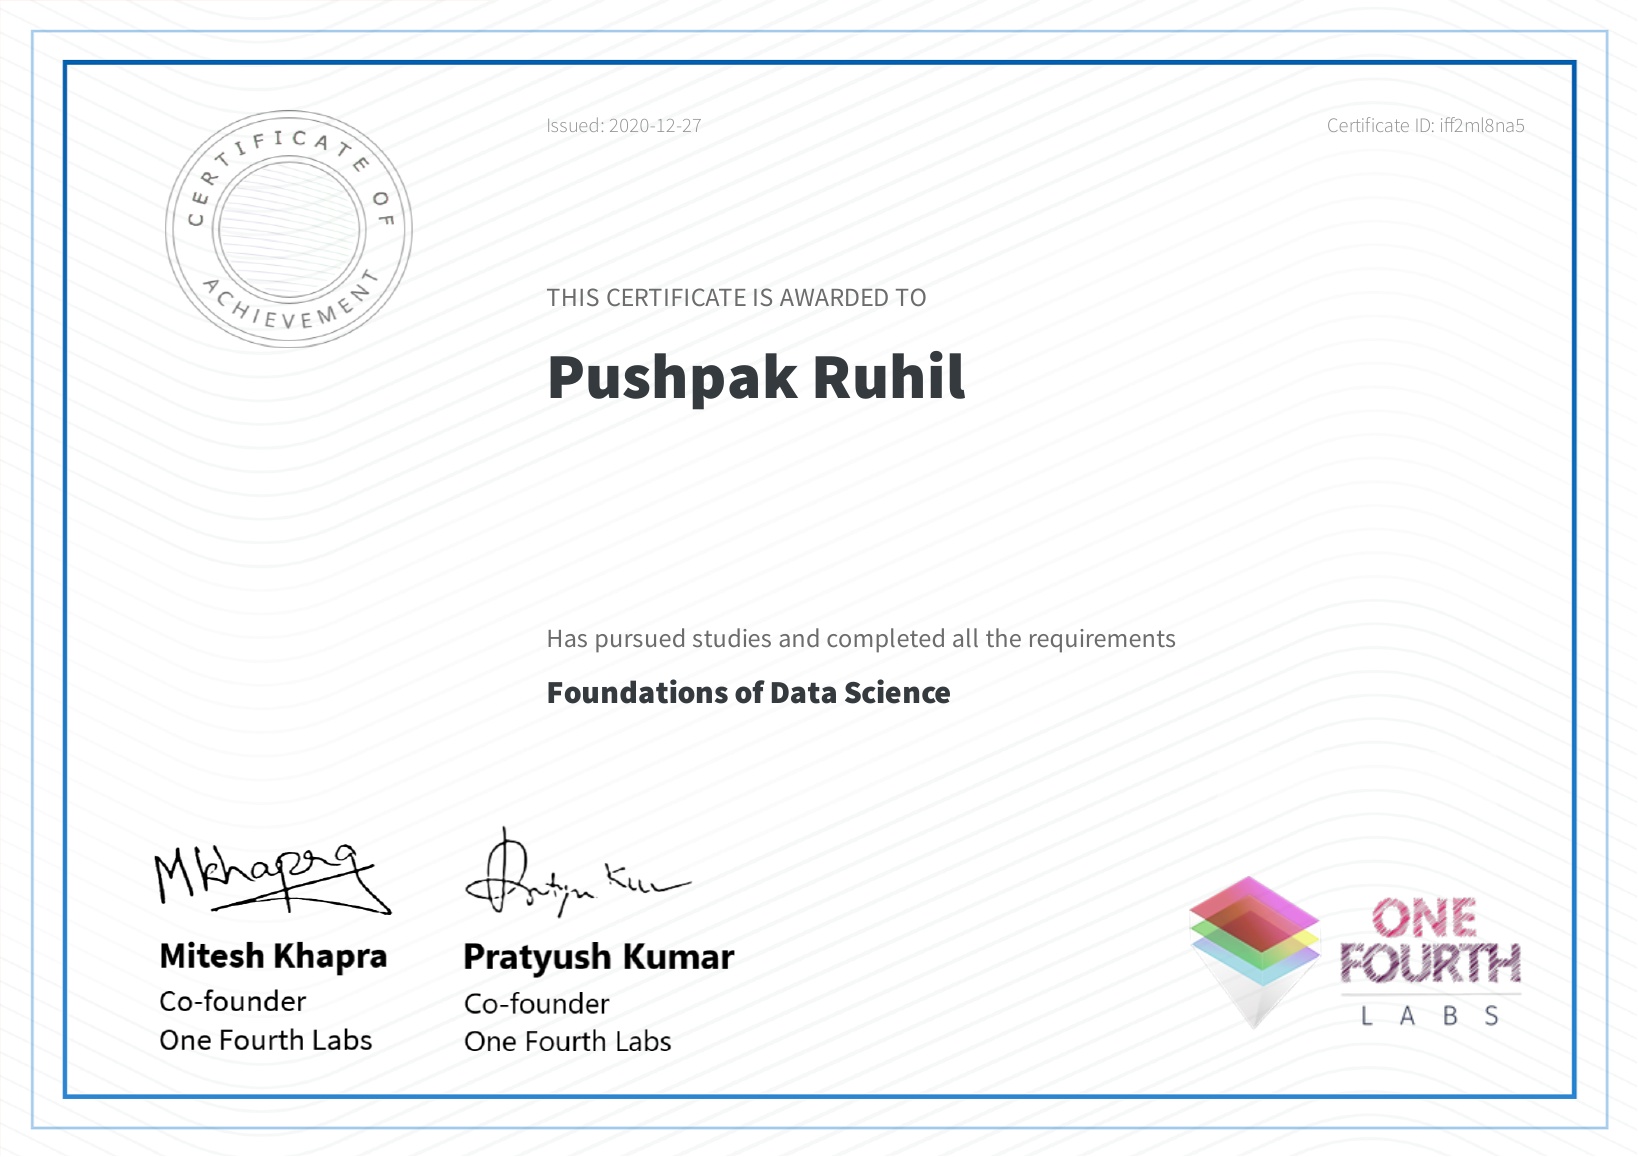 CERTIFICATE OF
ACHIEVEMENT
Issued: 2020-12-27
Certificate ID: iff2ml8na5
THIS CERTIFICATE IS AWARDED TO
Pushpak Ruhil
Has pursued studies and completed all the requirements
Foundations of Data Science
MKhapra
Mitesh Khapra
Co-founder
One Fourth Labs
Pratyush Kumar
Co-founder
One Fourth Labs
ONE
FOURTH
LABS